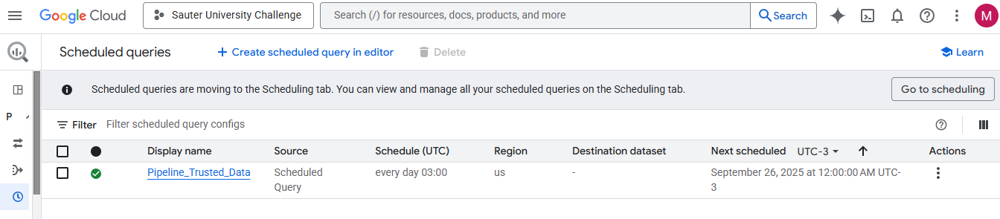 Google Cloud Sauter University Challenge Search (/) for resources, docs, products, and more Search M
Scheduled queries + Create scheduled query in editor Delete Learn
Scheduled queries are moving to the Scheduling tab. You can view and manage all your scheduled queries on the Scheduling tab. Go to scheduling
P
Filter Filter scheduled query configs
Display name Source Schedule (UTC) Region Destination dataset Next scheduled UTC-3 Actions
Pipeline_Trusted_Data Scheduled every day 03:00 us - September 26, 2025 at 12:00:00 AM UTC-
Query 3